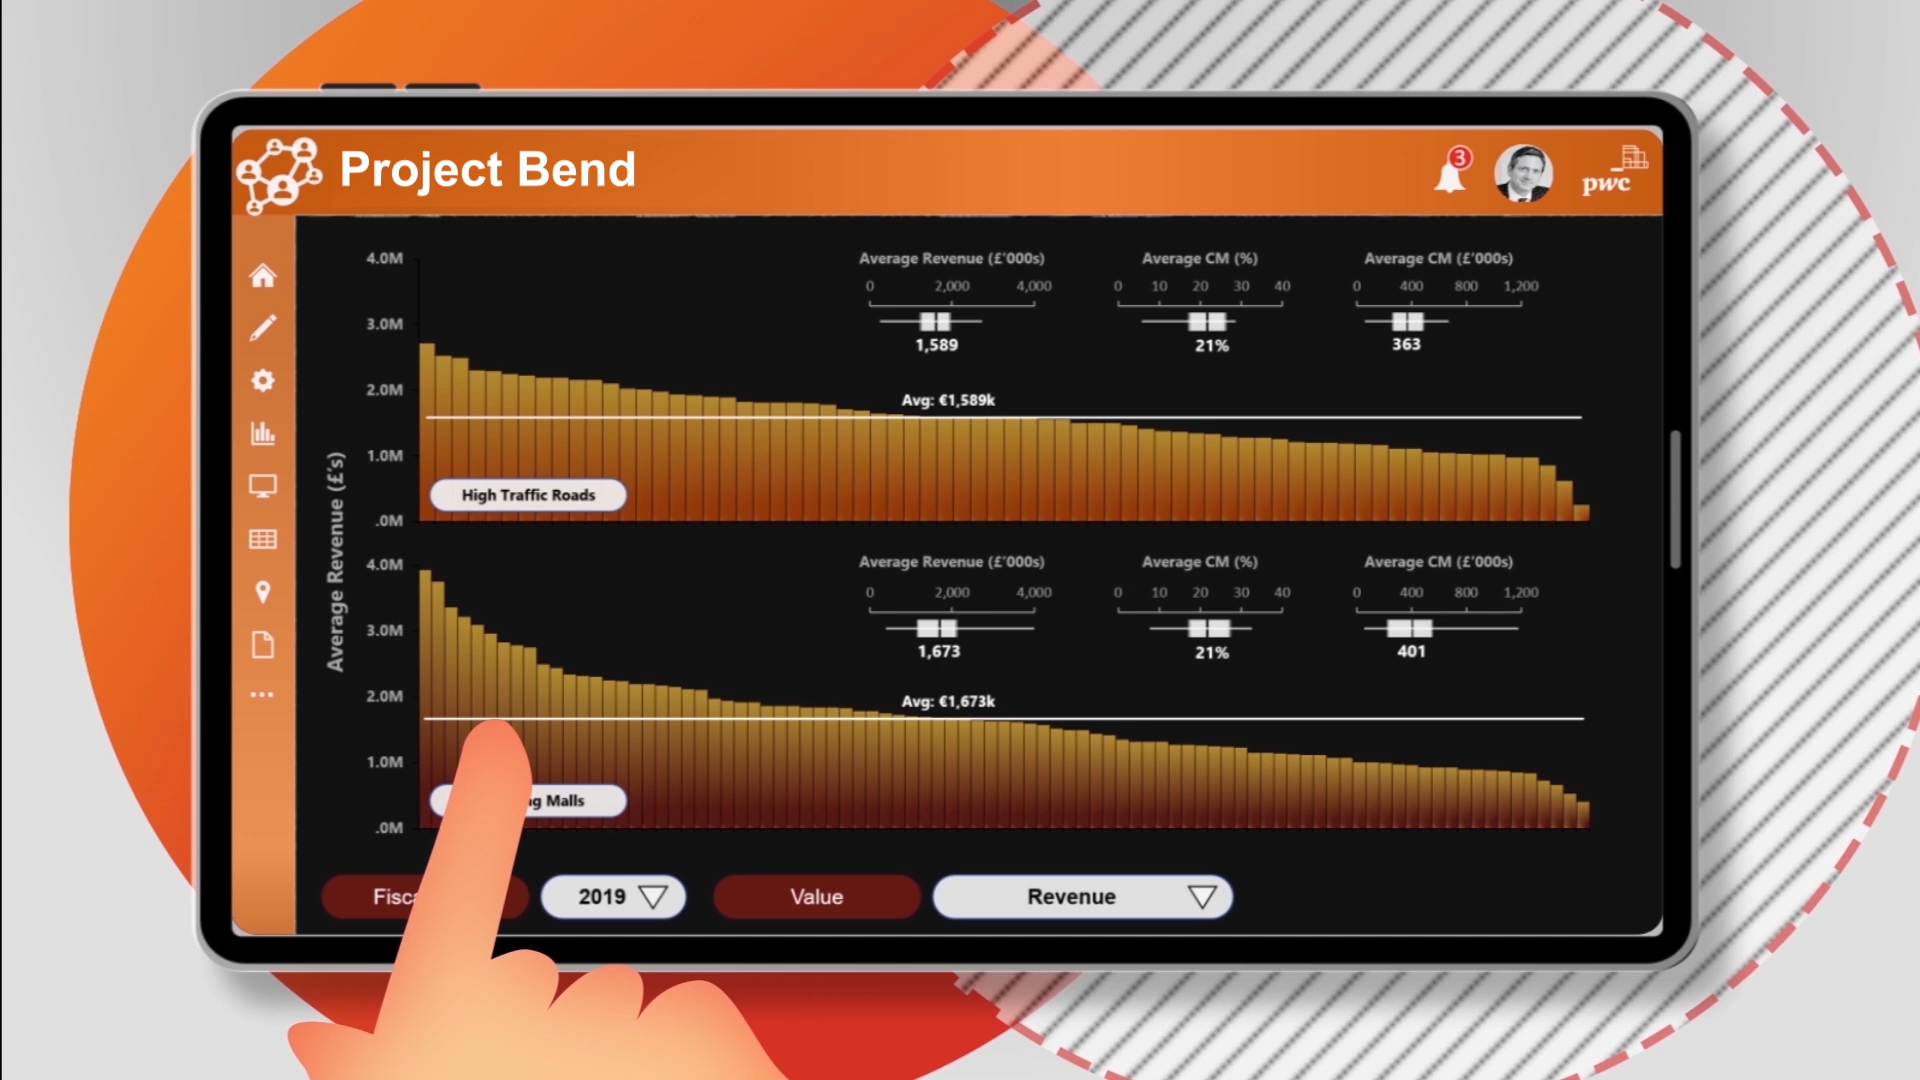 Project Bend
3
pwc
4.0M
3.0M
2.0M
1.0M
.0M
Average Revenue (£'000s)
0 2,000 4,000
1,589
Average CM (%)
0 10 20 30 40
21%
Average CM (£'000s)
0 400 800 1,200
363
Avg: €1,589k
High Traffic Roads
Average Revenue (£'s)
4.0M
3.0M
2.0M
1.0M
.0M
Average Revenue (£'000s)
0 2,000 4,000
1,673
Average CM (%)
0 10 20 30 40
21%
Average CM (£'000s)
0 400 800 1,200
401
Avg: €1,673k
Malls
2019
Value
Revenue